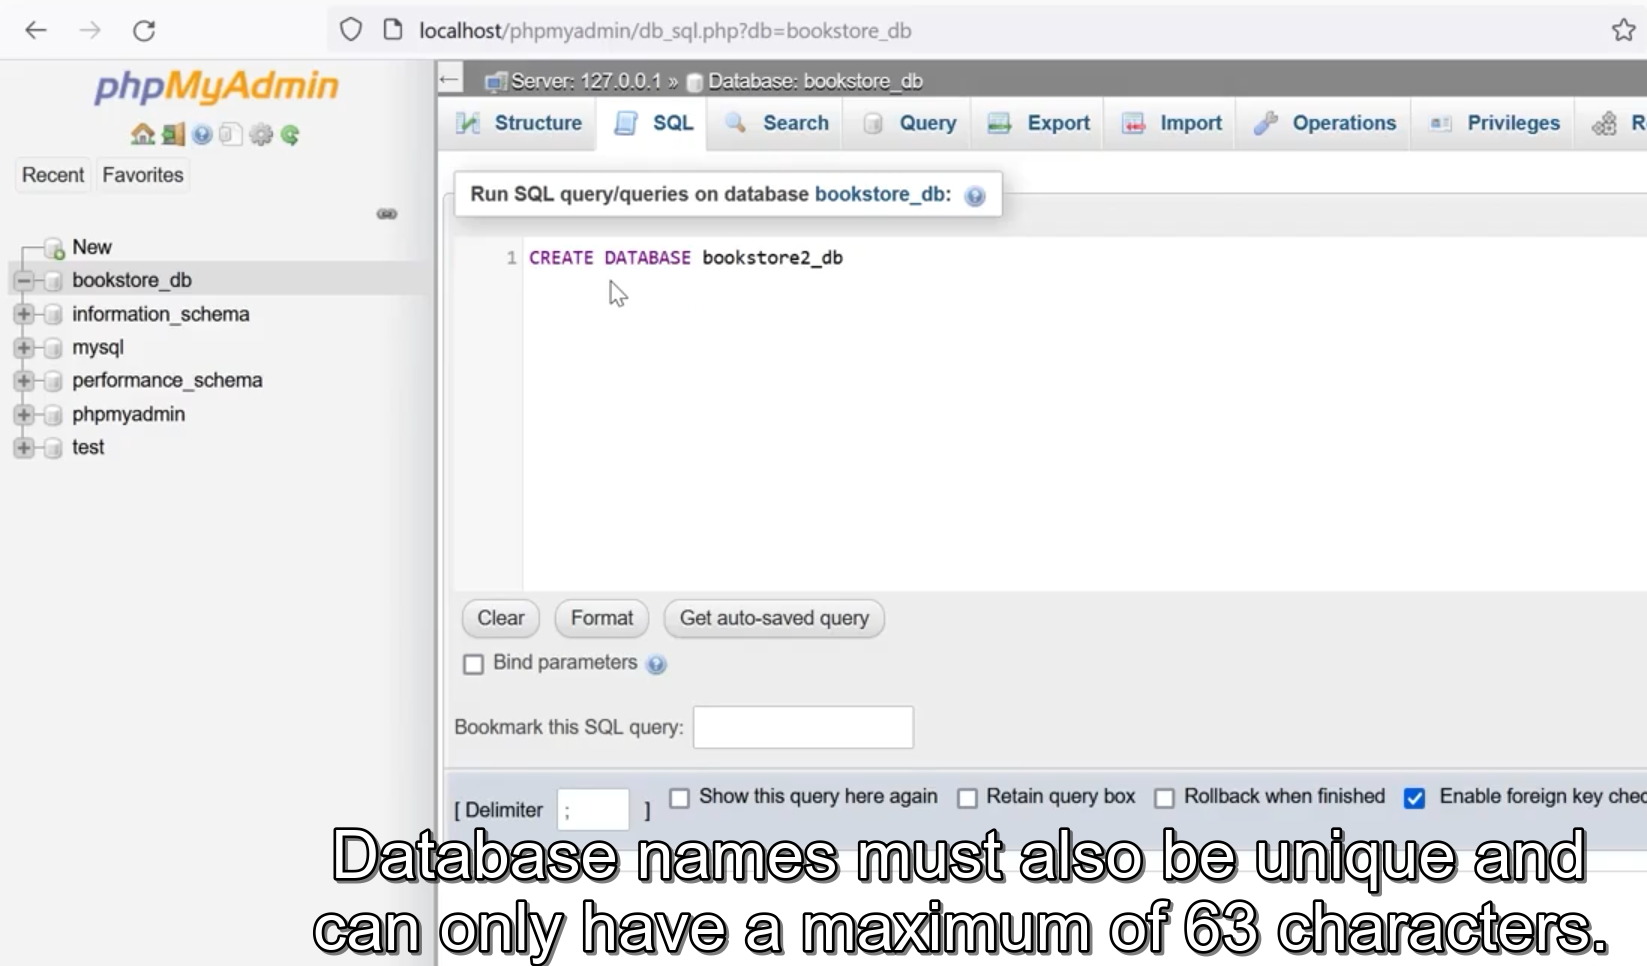 localhost/phpmyadmin/db_sql.php?db=bookstore_db
phpMyAdmin
Recent Favorites
New
bookstore_db
information_schema
mysql
performance_schema
phpmyadmin
test
Server: 127.0.0.1 » Database: bookstore_db
Structure SQL Search Query Export Import Operations Privileges
Run SQL query/queries on database bookstore_db:
1 CREATE DATABASE bookstore2_db
Clear Format Get auto-saved query
Bind parameters
Bookmark this SQL query:
[ Delimiter ; ] Show this query here again Retain query box Rollback when finished Enable foreign key
Database names must also be unique and
can only have a maximum of 63 characters.